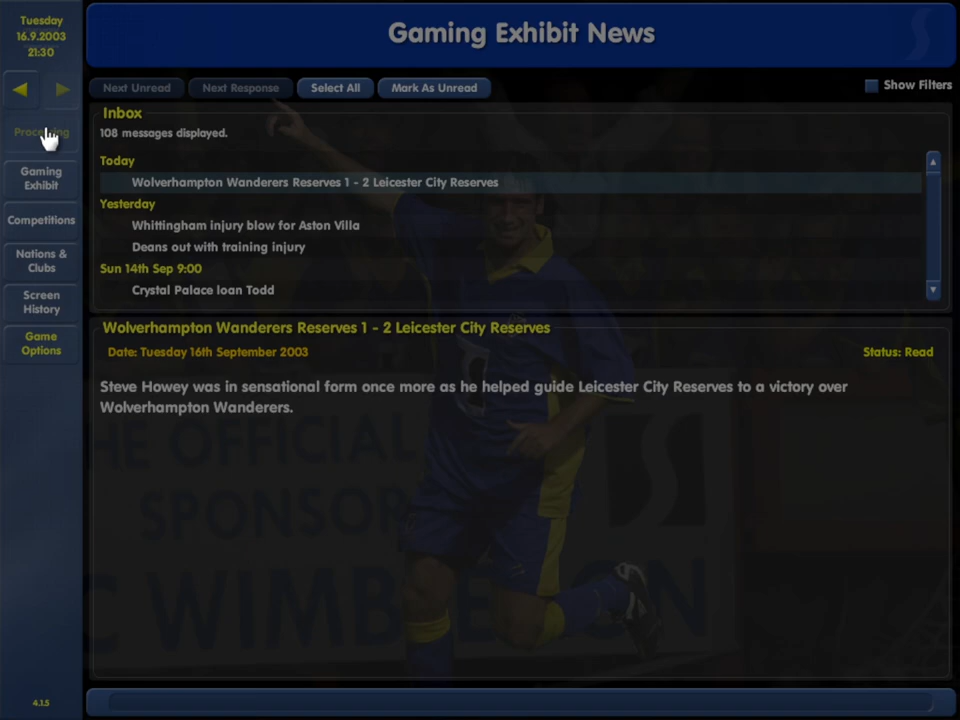 Tuesday
16.9.2003
21:30
Processing
Gaming
Exhibit
Competitions
Nations &
Clubs
Screen
History
Game
Options
4.1.5
Gaming Exhibit News
Next Unread
Next Response
Select All
Mark As Unread
Show Filters
Inbox
108 messages displayed.
Today
Wolverhampton Wanderers Reserves 1 - 2 Leicester City Reserves
Yesterday
Whittingham injury blow for Aston Villa
Deans out with training injury
Sun 14th Sep 9:00
Crystal Palace loan Todd
Wolverhampton Wanderers Reserves 1 - 2 Leicester City Reserves
Date: Tuesday 16th September 2003
Status: Read
Steve Howey was in sensational form once more as he helped guide Leicester City Reserves to a victory over
Wolverhampton Wanderers.
HE OFFICIAL
SPONSOR
C WIMBLEDON